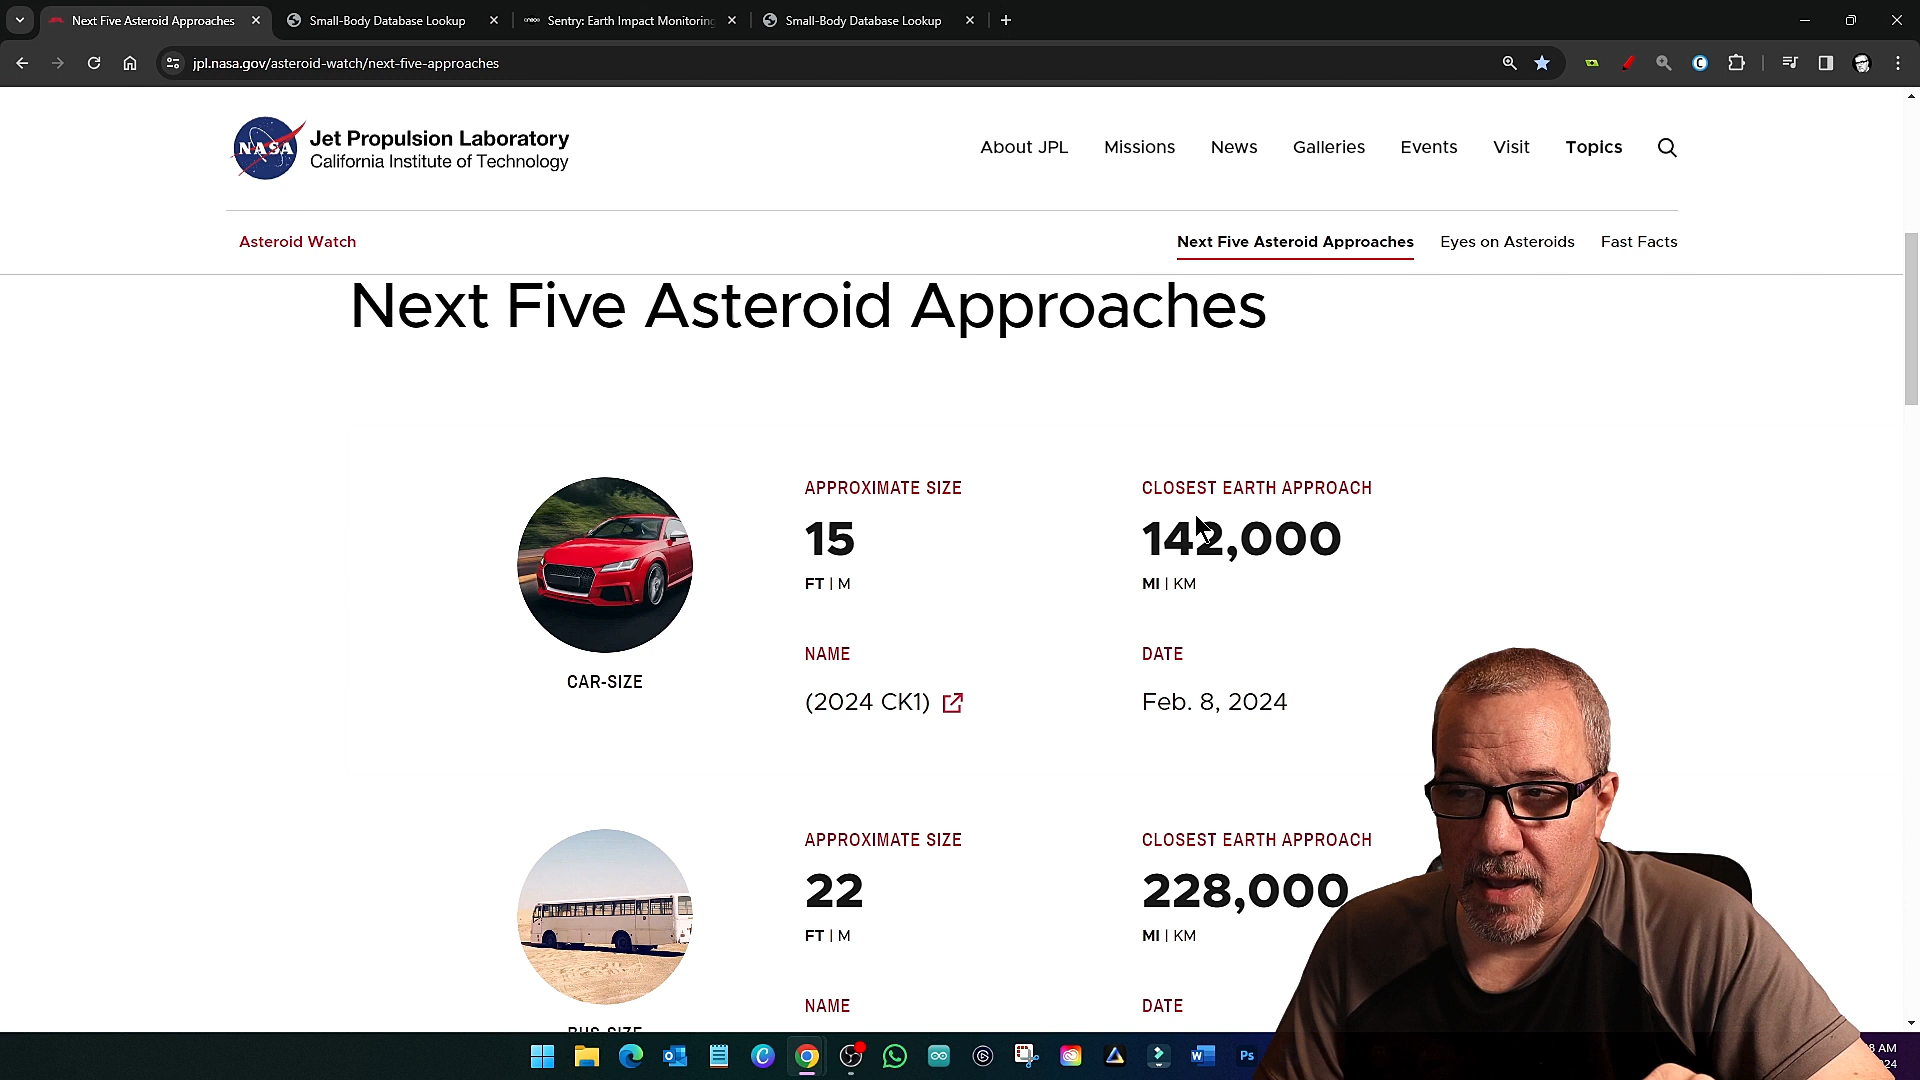 Next Five Asteroid Approaches
Small-Body Database Lookup
Sentry: Earth Impact Monitoring
Small-Body Database Lookup
jpl.nasa.gov/asteroid-watch/next-five-approaches
NASA
Jet Propulsion Laboratory
California Institute of Technology
About JPL
Missions
News
Galleries
Events
Visit
Topics
Asteroid Watch
Next Five Asteroid Approaches
Eyes on Asteroids
Fast Facts
Next Five Asteroid Approaches
CAR-SIZE
APPROXIMATE SIZE
15
FT | M
CLOSEST EARTH APPROACH
142,000
MI | KM
NAME
(2024 CK1)
DATE
Feb. 8, 2024
BUS-SIZE
APPROXIMATE SIZE
22
FT | M
CLOSEST EARTH APPROACH
228,000
MI | KM
NAME
DATE
Ps
8 AM
24